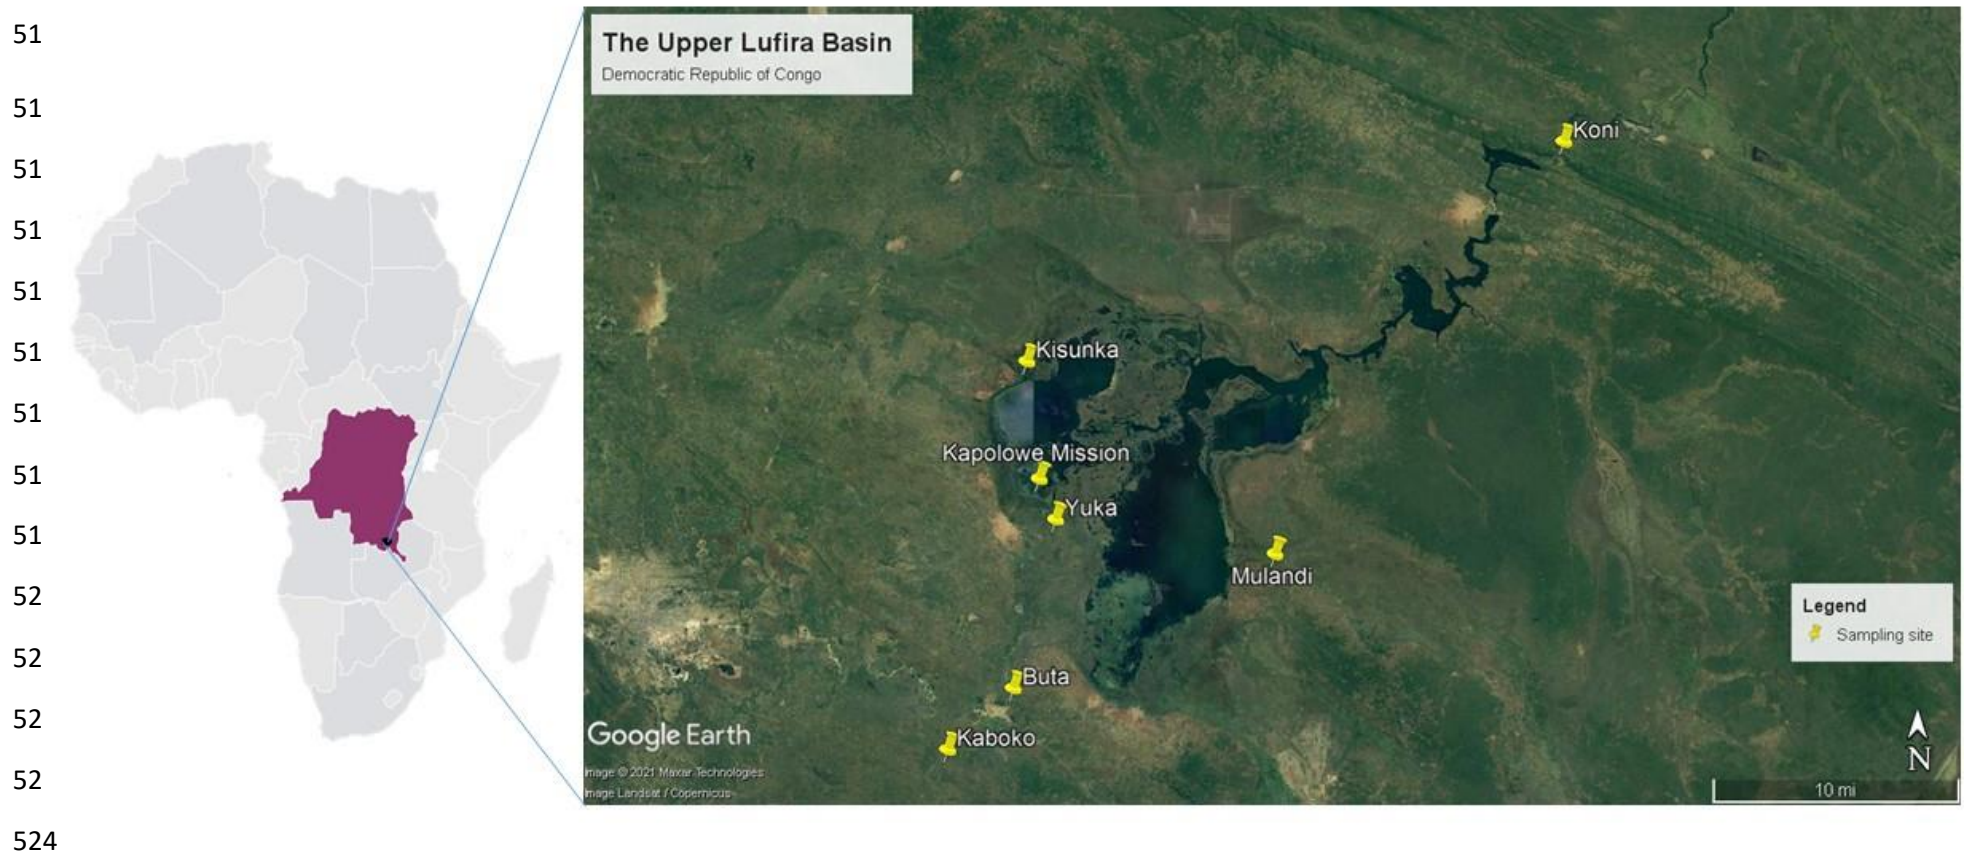 51
The Upper Lufira Basin
Democratic Republic of Congo
51
Koni
51
51
51
51
Kisunka
51
Kapolowe Mission
51
Yuka
51
Mulandi
52
Legend
Sampling site
52
Buta
52
Google Earth
Kaboko
N
52
Image © 2021 Maxar Technologies
Image Landsat / Copernicus
10 mi
524